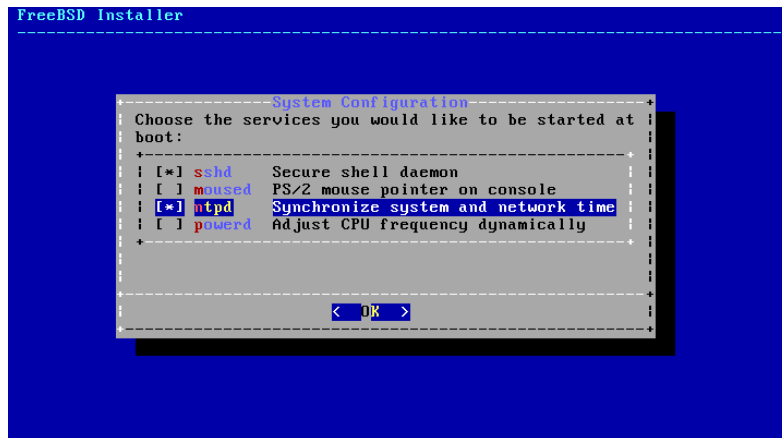 FreeBSD Installer
System Configuration
Choose the services you would like to be started at
boot:
[*] sshd Secure shell daemon
[ ] moused PS/2 mouse pointer on console
[*] ntpd Synchronize system and network time
[ ] powerd Adjust CPU frequency dynamically
< OK >